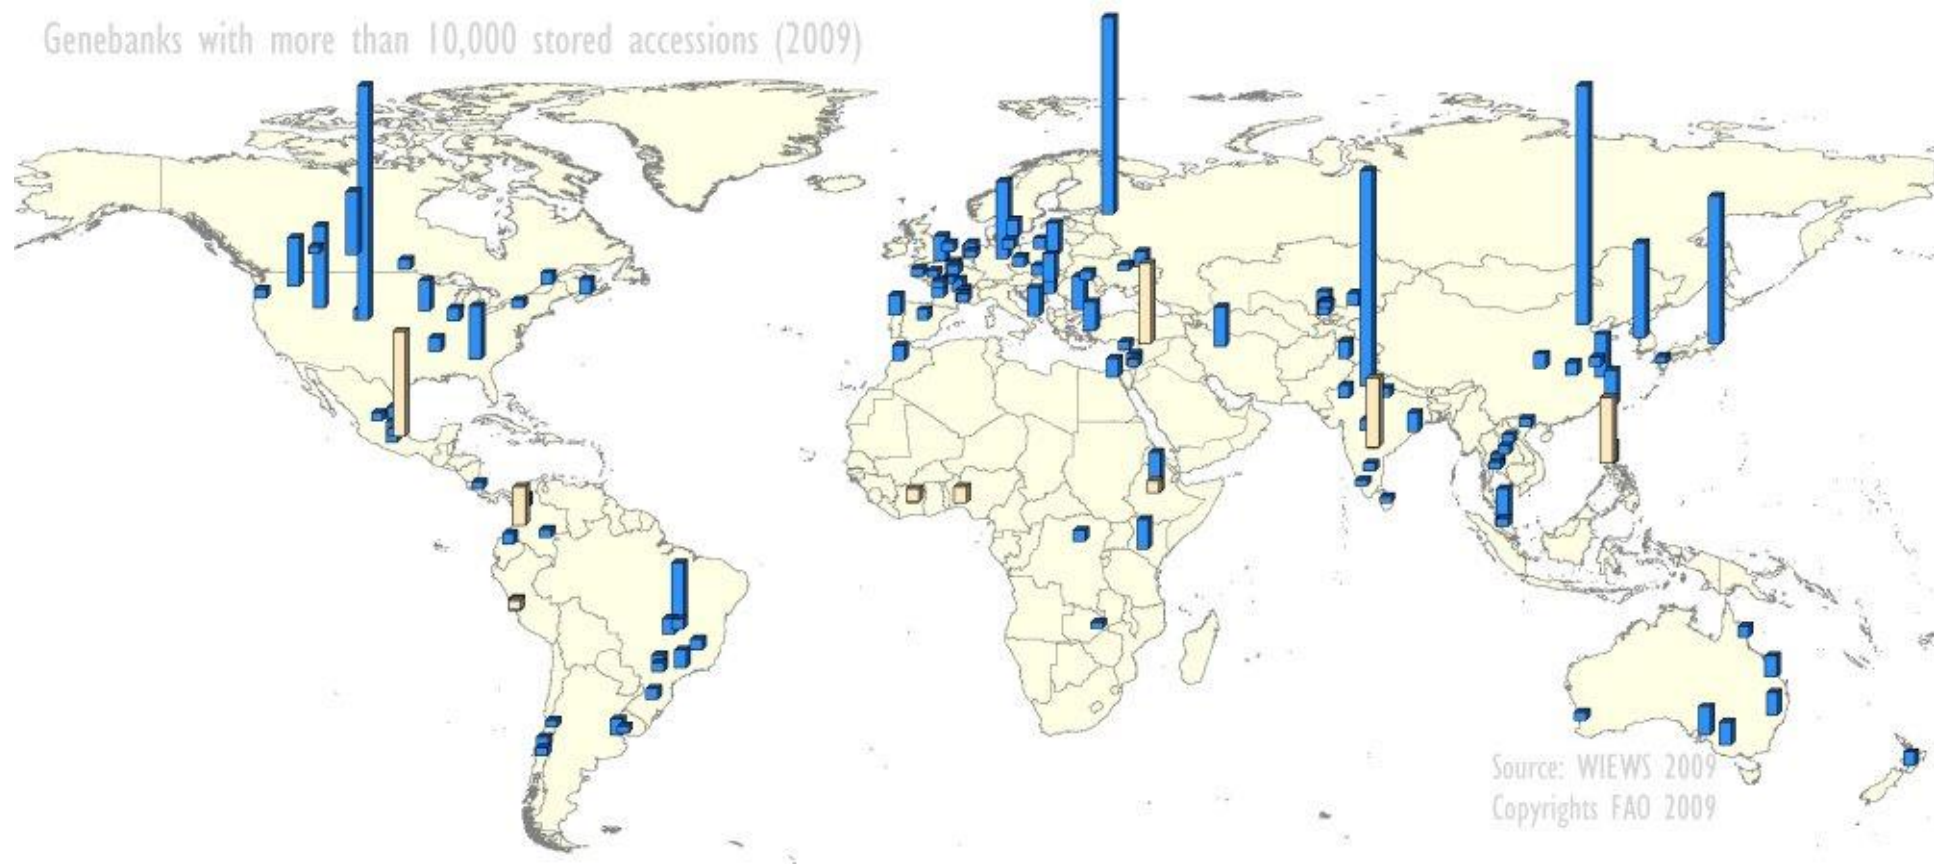 Genebanks with more than 10,000 stored accessions (2009)
Source: WIEWS 2009
Copyrights FAO 2009